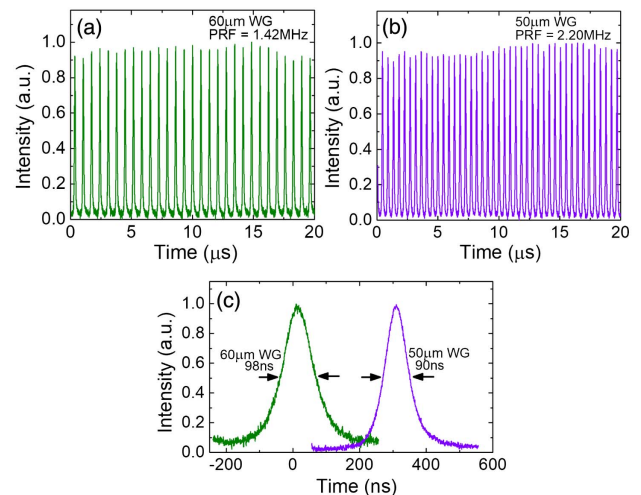 (a)
60μm WG
PRF = 1.42MHz
Intensity (a.u.)
1.0
0.8
0.6
0.4
0.2
0.0
0 5 10 15 20
Time (μs)
(b)
50μm WG
PRF = 2.20MHz
Intensity (a.u.)
1.0
0.8
0.6
0.4
0.2
0.0
0 5 10 15 20
Time (μs)
(c)
Intensity (a.u.)
1.0
0.8
0.6
0.4
0.2
0.0
60μm WG
98ns
50μm WG
90ns
-200 0 200 400 600
Time (ns)